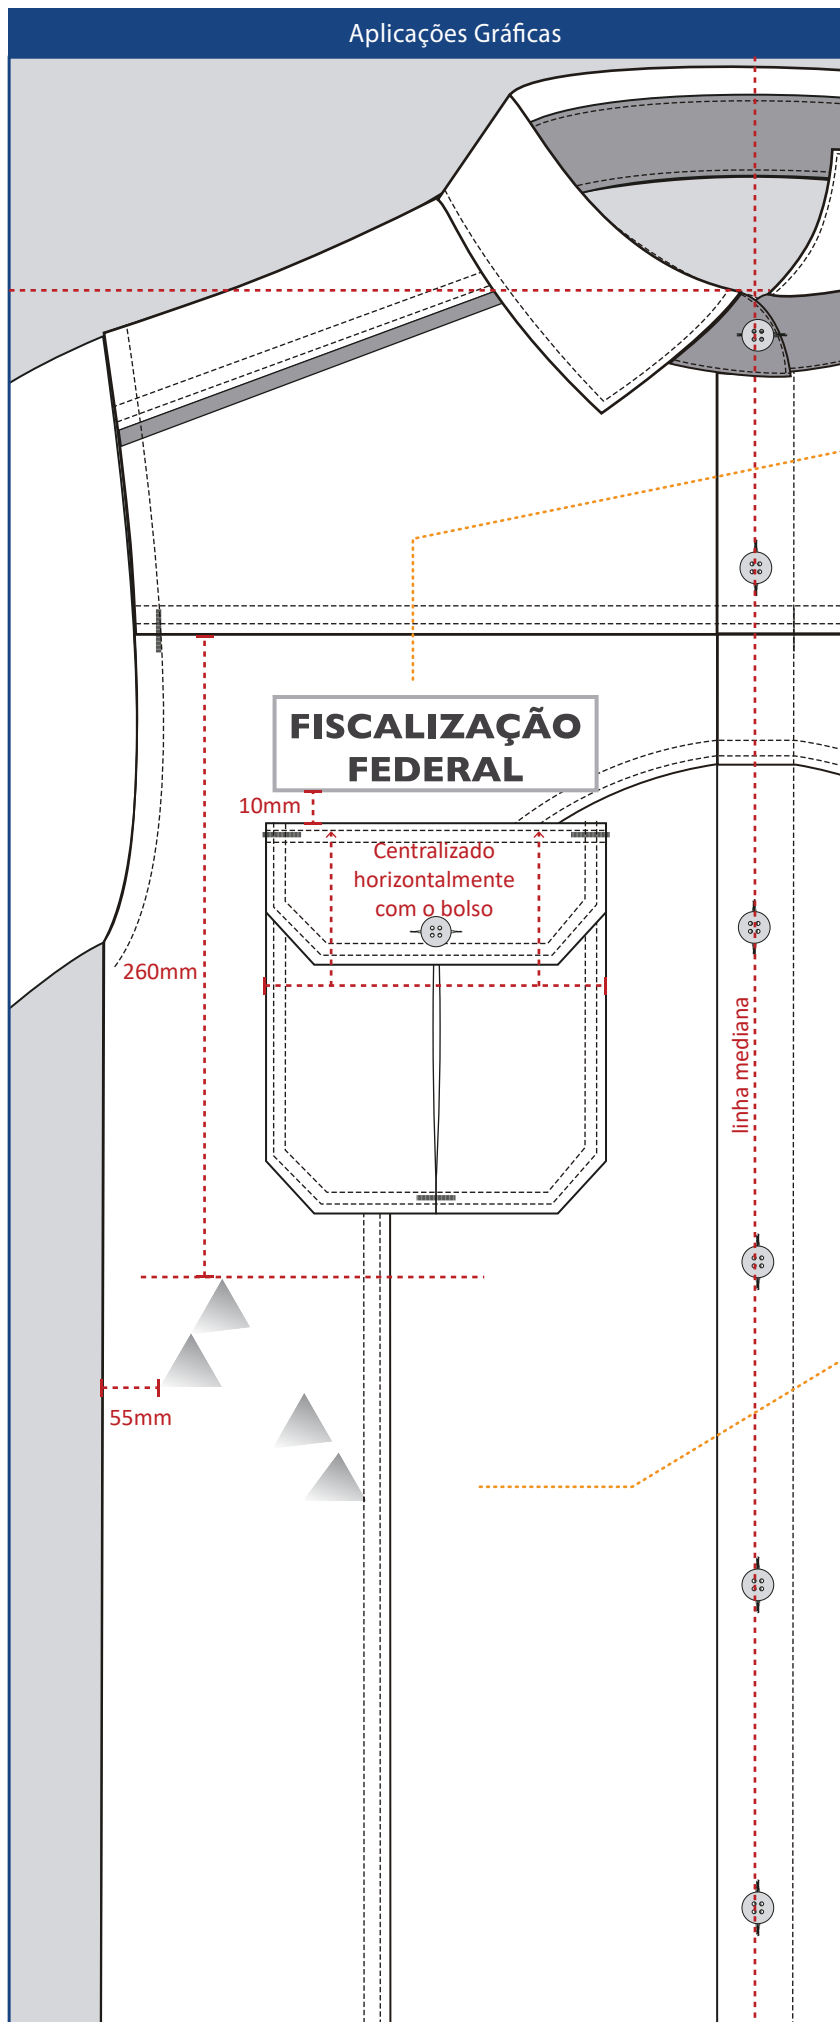 Aplicações Gráficas
FISCALIZAÇÃO
FEDERAL
10mm
Centralizado
horizontalmente
com o bolso
260mm
linha mediana
55mm